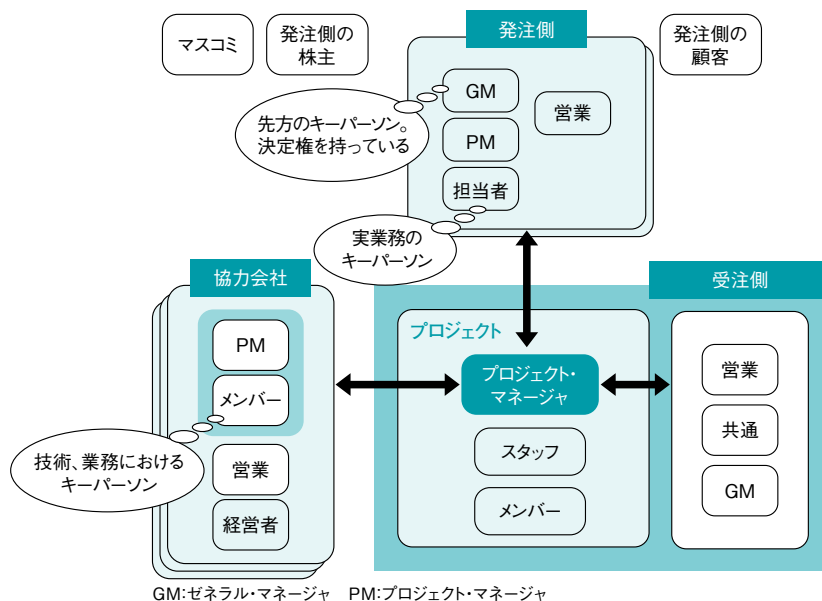 マスコミ
発注側の
株主
発注側
発注側の
顧客
GM
営業
先方のキーパーソン。
決定権を持っている
PM
担当者
実業務の
キーパーソン
協力会社
受注側
PM
メンバー
技術、業務における
キーパーソン
営業
経営者
プロジェクト
プロジェクト・
マネージャ
スタッフ
メンバー
営業
共通
GM
GM:ゼネラル・マネージャ PM:プロジェクト・マネージャ